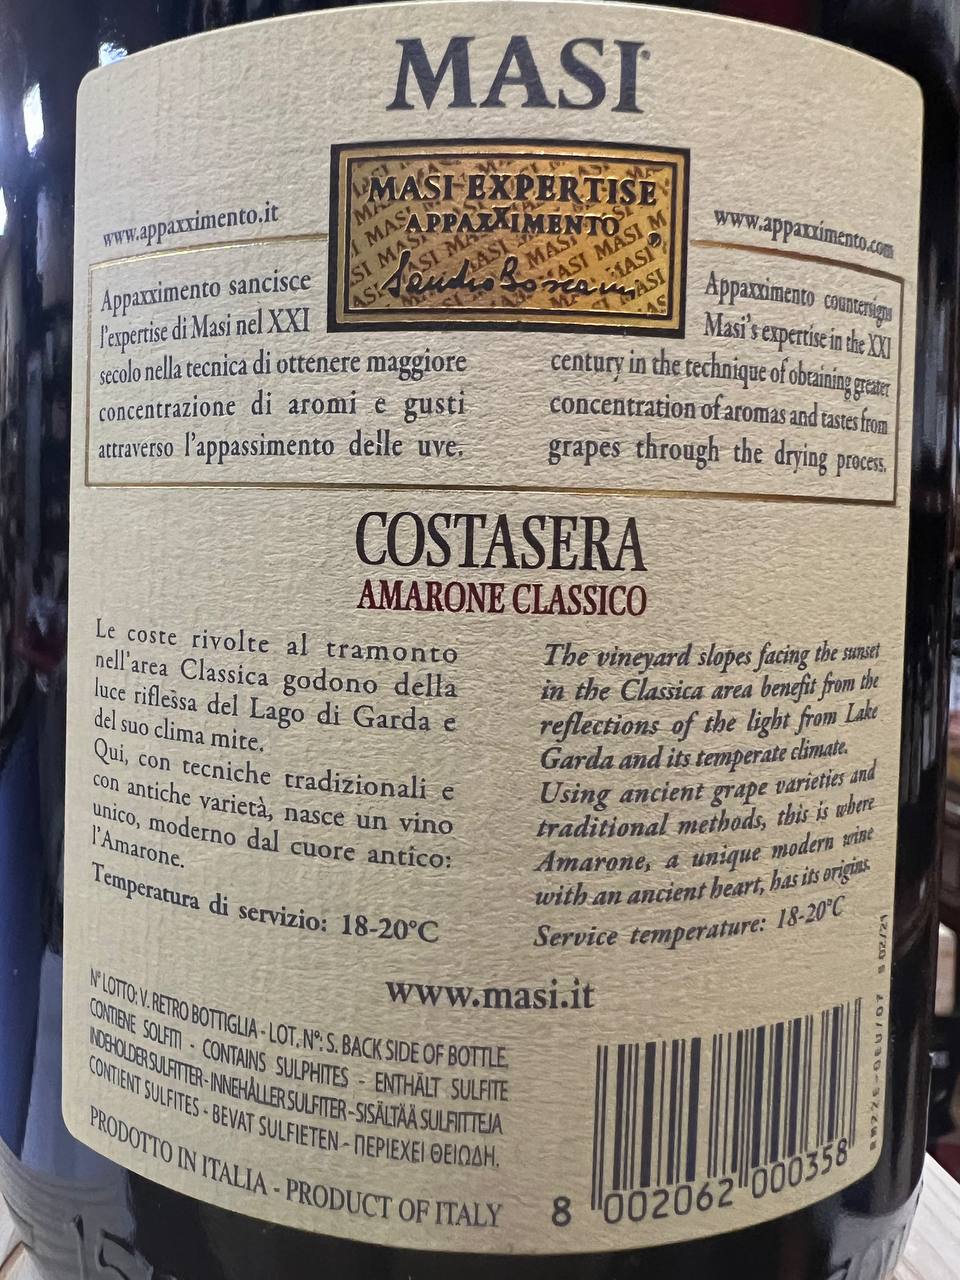 MASI
MASI EXPERTISE
APPAXXIMENTO
www.appaxximento.it
Appaxximento sancisce
l'expertise di Masi nel XXI
secolo nella tecnica di ottenere maggiore
concentrazione di aromi e gusti
attraverso l'appassimento delle uve.
www.appaxximento.com
Appaxximento countersigns
Masi's expertise in the XXI
century in the technique of obtaining greater
concentration of aromas and tastes from
grapes through the drying process.
COSTASERA
AMARONE CLASSICO
Le coste rivolte al tramonto
nell'area Classica godono della
luce riflessa del Lago di Garda e
del suo clima mite.
Qui, con tecniche tradizionali e
con antiche varietà, nasce un vino
unico, moderno dal cuore antico:
l'Amarone.
Temperatura di servizio: 18-20°C
The vineyard slopes facing the sunset
in the Classica area benefit from the
reflections of the light from Lake
Garda and its temperate climate.
Using ancient grape varieties and
traditional methods, this is where
Amarone, a unique modern wine
with an ancient heart, has its origins.
Service temperature: 18-20°C
www.masi.it
N° LOTTO: V. RETRO BOTTIGLIA - LOT. N°: S. BACK SIDE OF BOTTLE
CONTIENE SOLFITI - CONTAINS SULPHITES - ENTHÄLT SULFITE
INDEHOLDER SULFITTER - INNEHÅLLER SULFITER - SISÄLTÄÄ SULFIITTEJA
CONTIENT SULFITES - BEVAT SULFIETEN - ΠΕΡΙΕΧΕΙ ΘΕΙΩΔΗ.
PRODOTTO IN ITALIA - PRODUCT OF ITALY
8 002062 000358